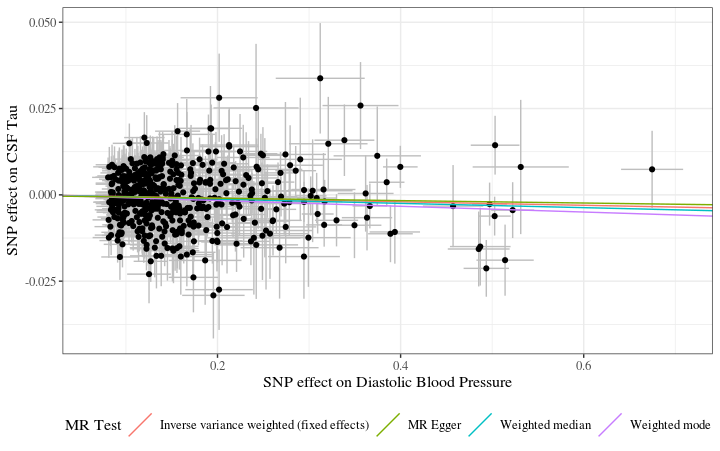 0.050
0.025
0.000
-0.025
SNP effect on CSF Tau
0.2
0.4
0.6
SNP effect on Diastolic Blood Pressure
MR Test
Inverse variance weighted (fixed effects)
MR Egger
Weighted median
Weighted mode